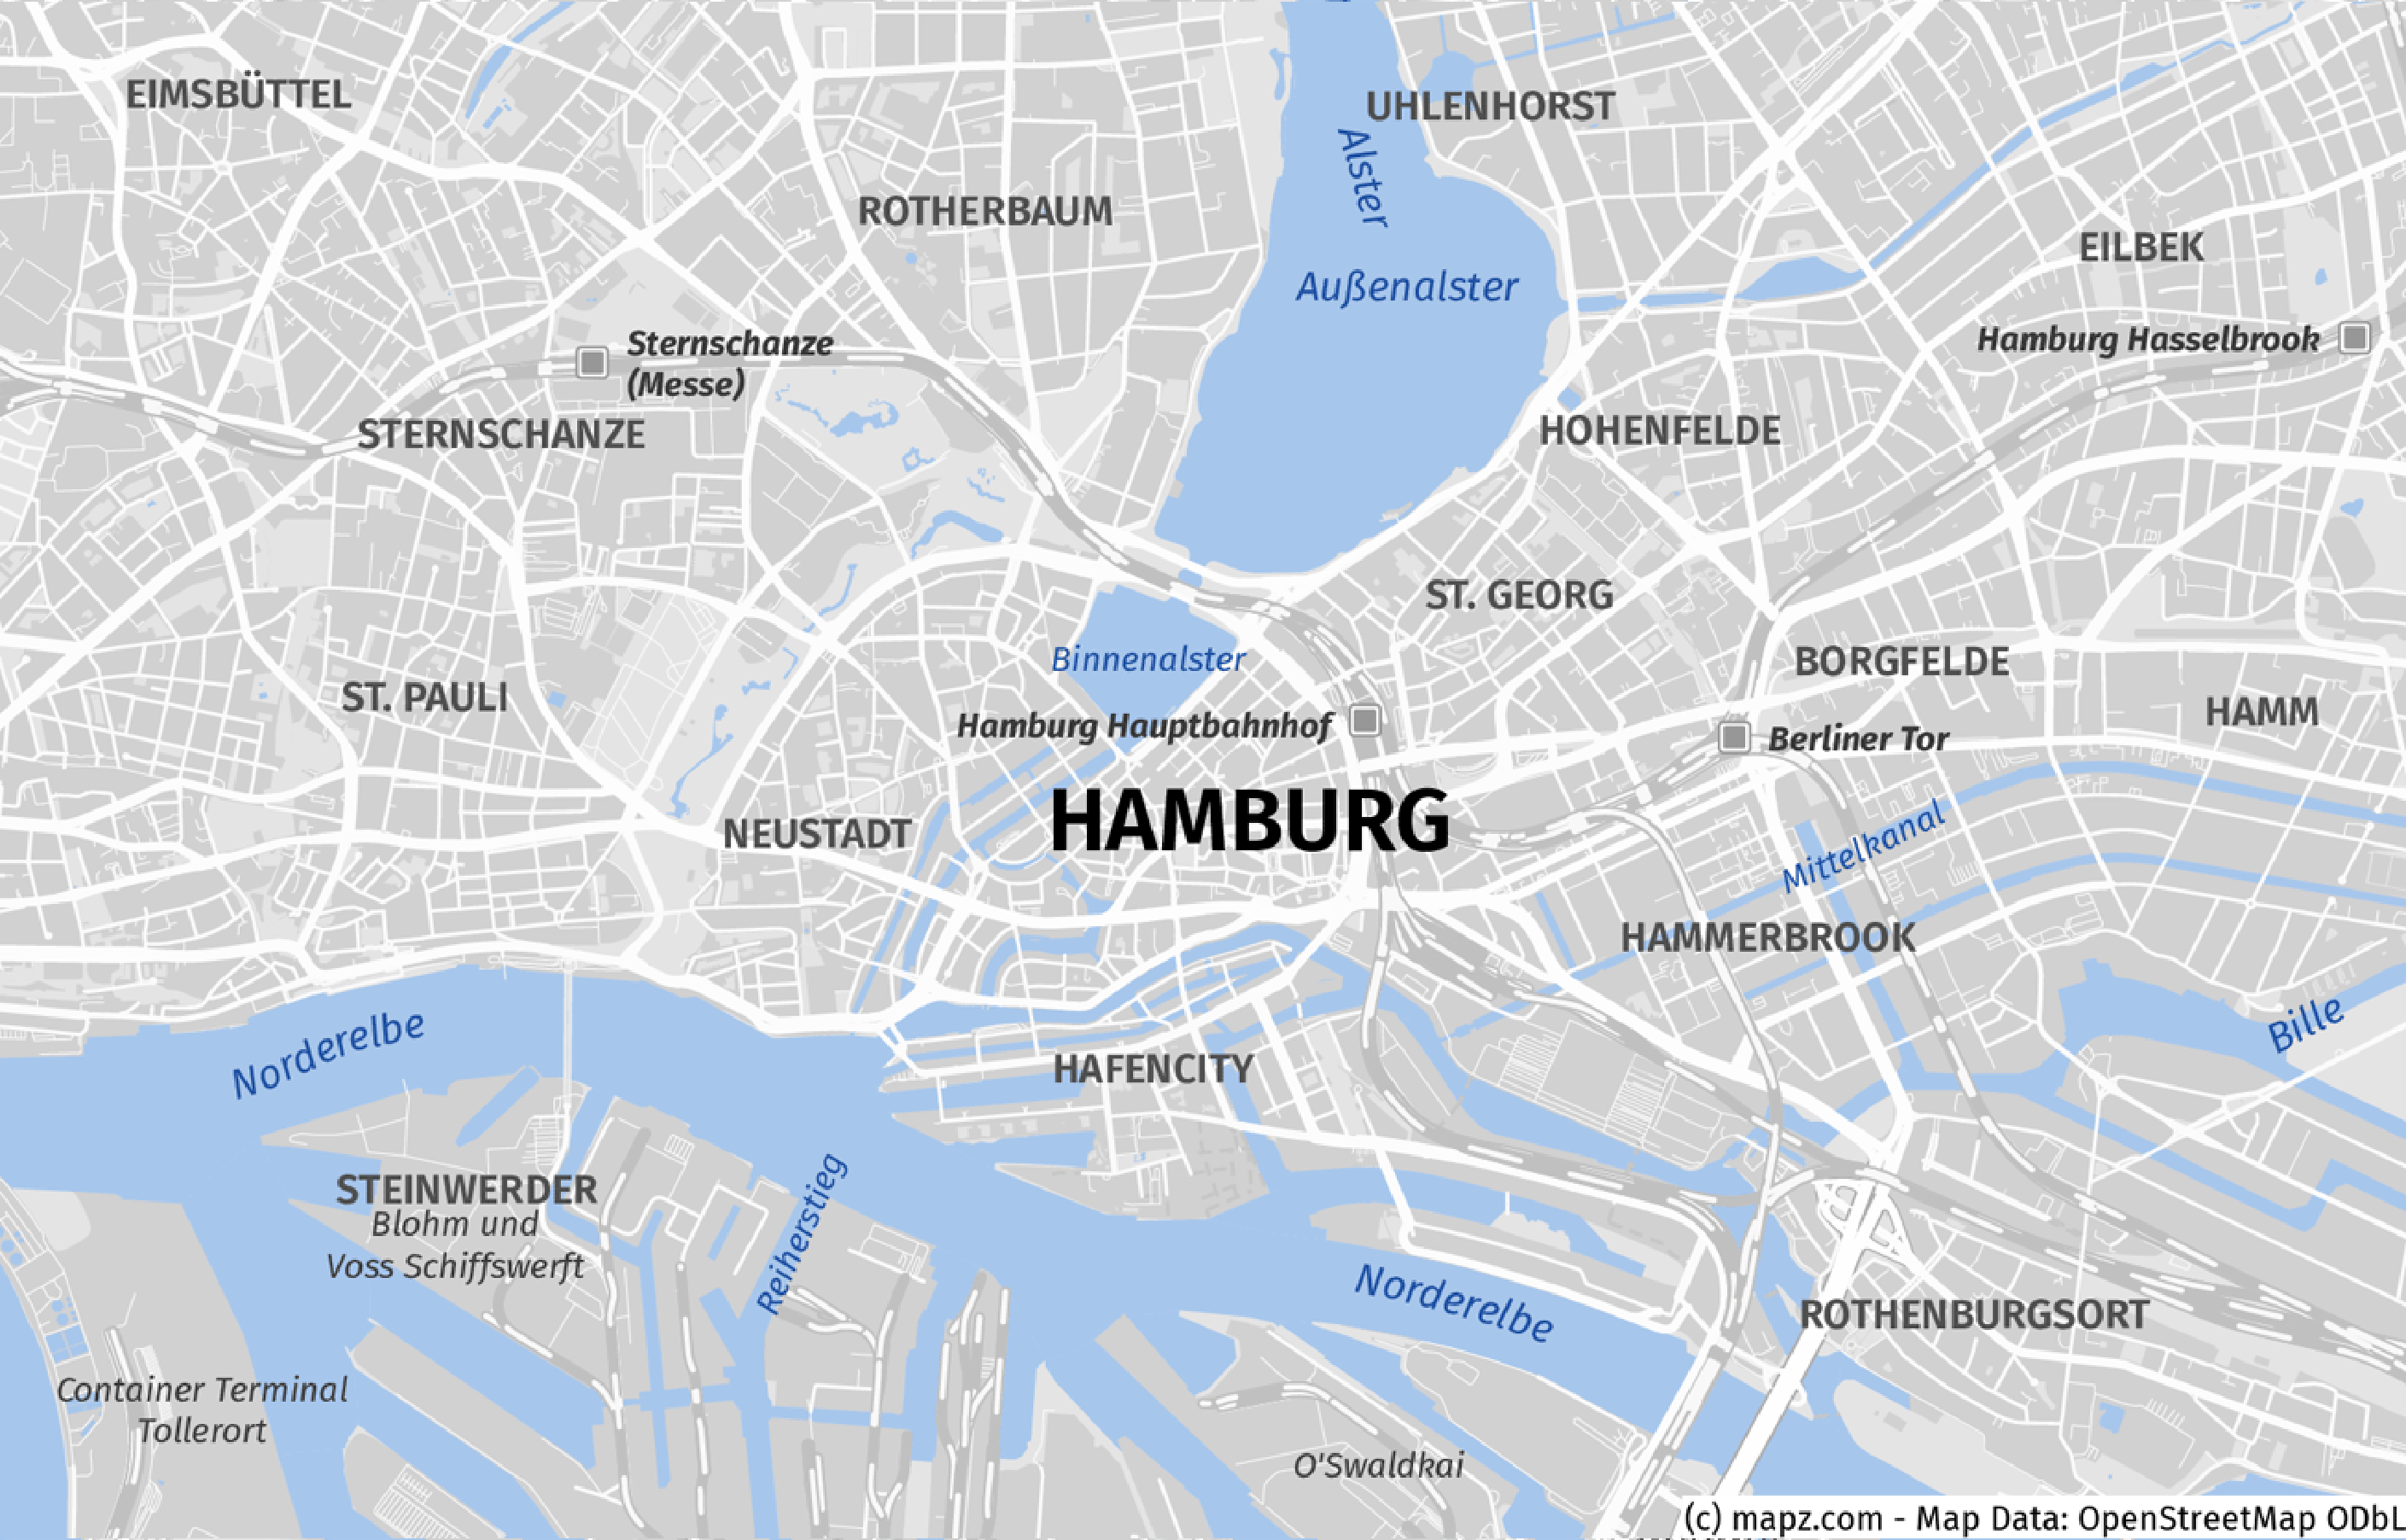 EIMSBÜTTEL
UHLENHORST
Alster
ROTHERBAUM
EILBEK
Außenalster
Sternschanze
(Messe)
Hamburg Hasselbrook
STERNSCHANZE
HOHENFELDE
ST. GEORG
Binnenalster
BORGFELDE
ST. PAULI
HAMM
Hamburg Hauptbahnhof
Berliner Tor
HAMBURG
NEUSTADT
Mittelkanal
HAMMERBROOK
Bille
Norderelbe
HAFENCITY
STEINWERDER
Blohm und
Voss Schiffswerft
Reiherstieg
Norderelbe
ROTHENBURGSORT
Container Terminal
Tollerort
O'Swaldkai
(c) mapz.com - Map Data: OpenStreetMap ODbL